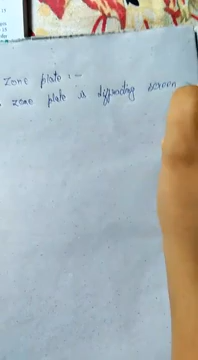 Zone plate :-
zone plate is diffracting screen